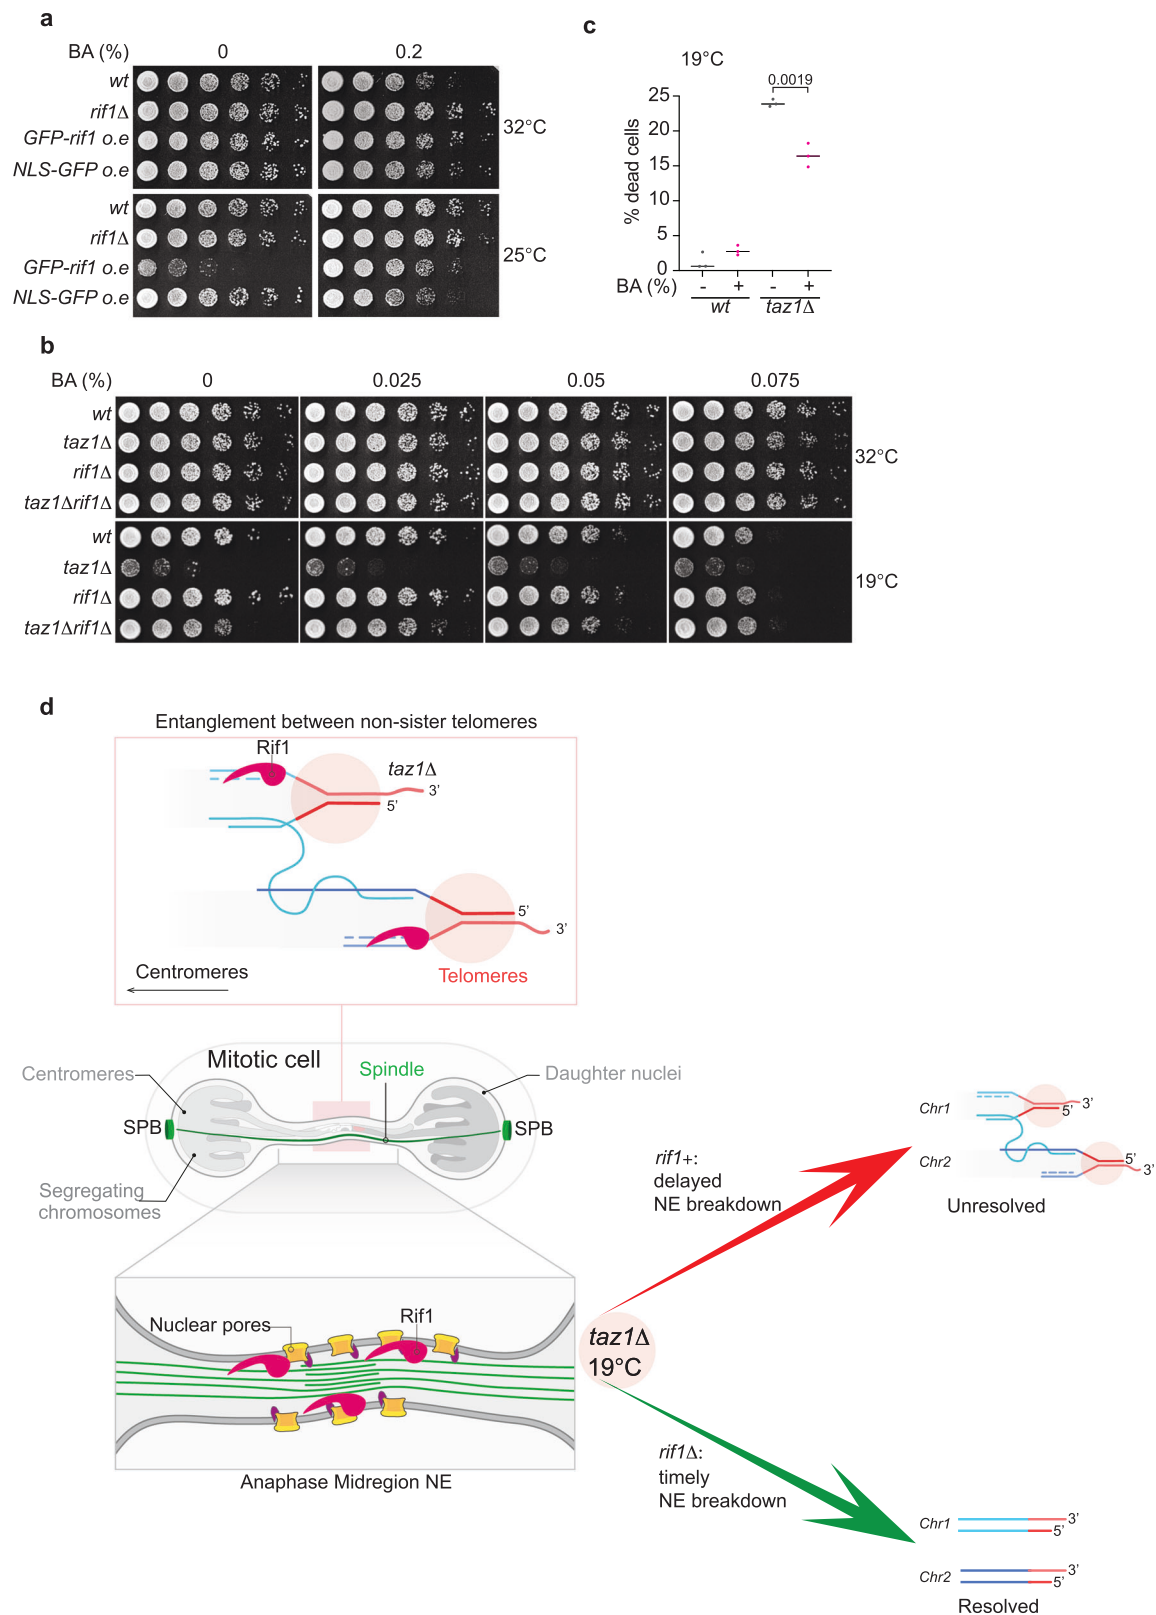 a
BA (%) 0 0.2
wt
rif1Δ
GFP-rif1 o.e
NLS-GFP o.e
32°C
wt
rif1Δ
GFP-rif1 o.e
NLS-GFP o.e
25°C
c
19°C
0.0019
% dead cells
25
20
15
10
5
0
BA (%) - + - +
wt taz1Δ
b
BA (%) 0 0.025 0.05 0.075
wt
taz1Δ
rif1Δ
taz1Δrif1Δ
32°C
wt
taz1Δ
rif1Δ
taz1Δrif1Δ
19°C
d
Entanglement between non-sister telomeres
Rif1
taz1Δ
3’
5’
5’
3’
Centromeres
Telomeres
Mitotic cell
Centromeres
Spindle
Daughter nuclei
SPB
SPB
Segregating
chromosomes
Nuclear pores
Rif1
Anaphase Midregion NE
taz1Δ
19°C
rif1+:
delayed
NE breakdown
Chr1
3’
5’
Chr2
5’
3’
Unresolved
rif1Δ:
timely
NE breakdown
Chr1
3’
5’
Chr2
3’
5’
Resolved